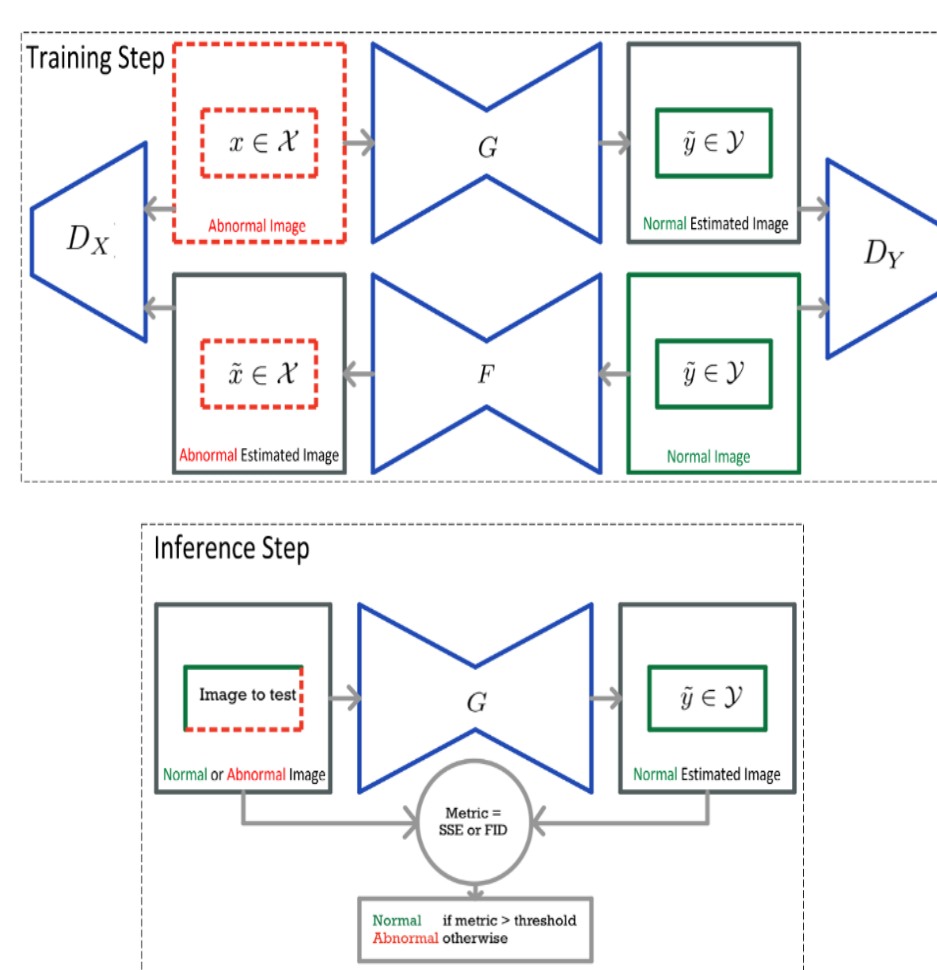 Training Step
x ∈ 𝒳
Abnormal Image
G
ỹ ∈ 𝒴
Normal Estimated Image
D_X
D_Y
x̃ ∈ 𝒳
Abnormal Estimated Image
F
ỹ ∈ 𝒴
Normal Image
Inference Step
Image to test
Normal or Abnormal Image
G
ỹ ∈ 𝒴
Normal Estimated Image
Metric =
SSE or FID
Normal if metric > threshold
Abnormal otherwise